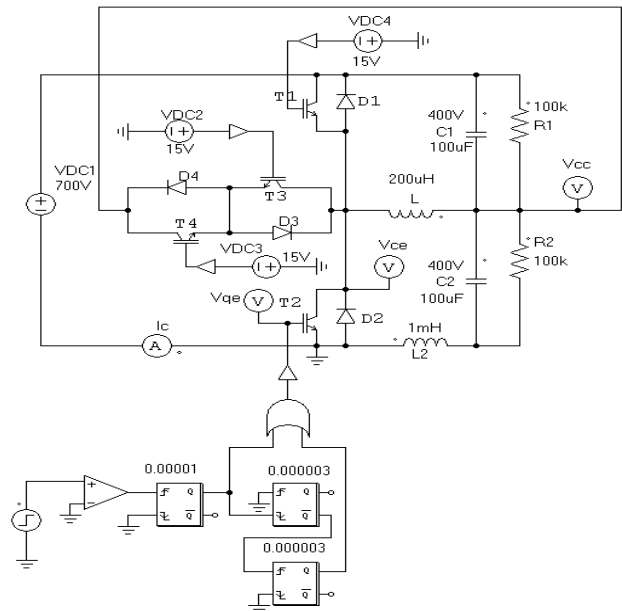 VDC4
15V
T1
D1
VDC2
15V
400V
C1
100uF
100k
R1
VDC1
700V
D4
T3
200uH
L
Vcc
V
T4
D3
VDC3
15V
Vce
V
R2
100k
400V
C2
100uF
Vge
V
T2
D2
Ic
A
1mH
L2
0.00001
Q
Q
0.000003
Q
Q
0.000003
Q
Q